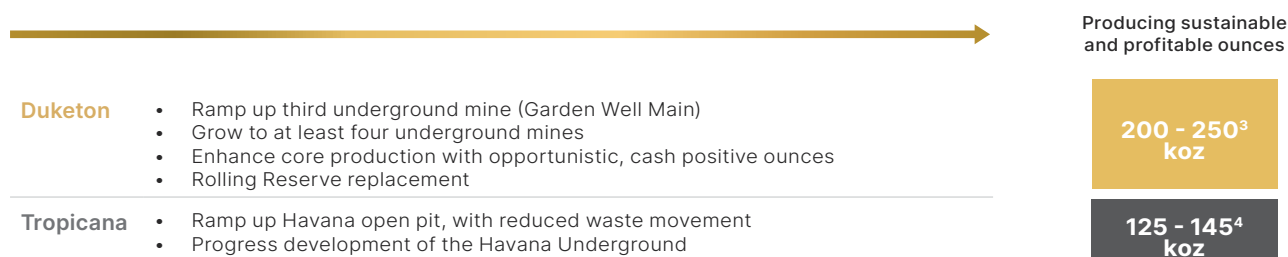 Producing sustainable
and profitable ounces
Duketon
• Ramp up third underground mine (Garden Well Main)
• Grow to at least four underground mines
• Enhance core production with opportunistic, cash positive ounces
• Rolling Reserve replacement
200 - 250³
koz
Tropicana
• Ramp up Havana open pit, with reduced waste movement
• Progress development of the Havana Underground
125 - 145⁴
koz